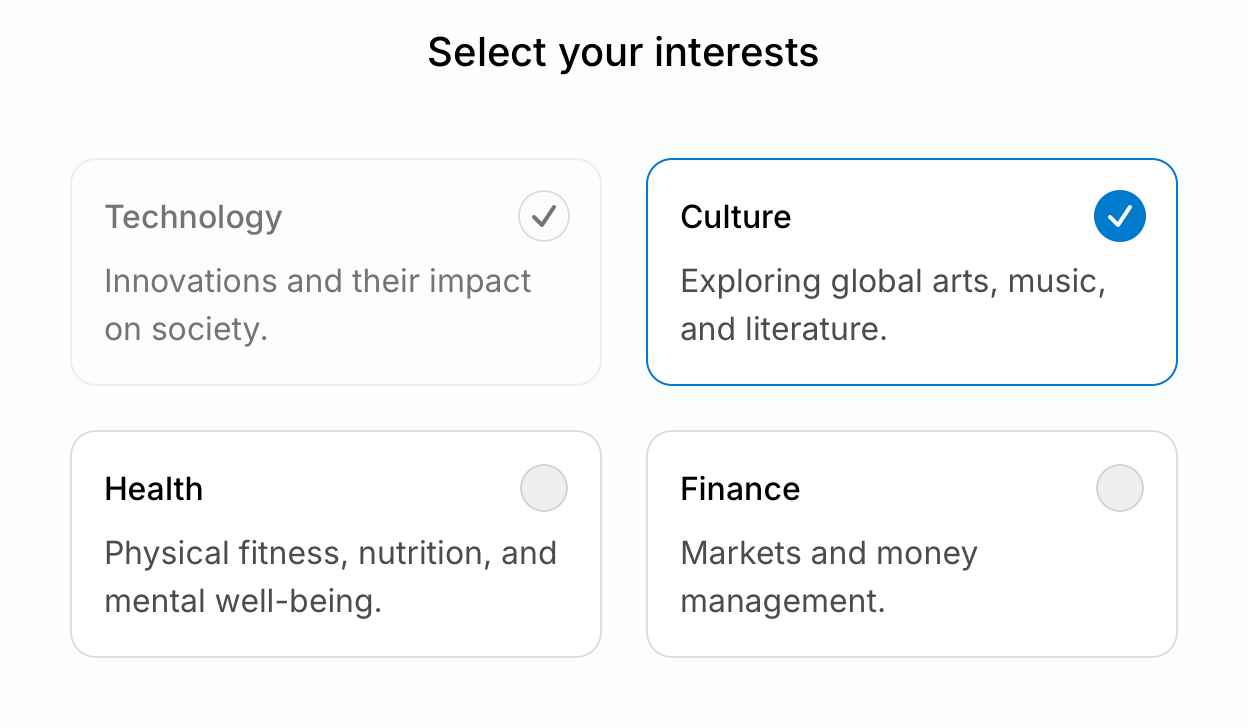 Select your interests
Technology
Innovations and their impact
on society.
Culture
Exploring global arts, music,
and literature.
Health
Physical fitness, nutrition, and
mental well-being.
Finance
Markets and money
management.